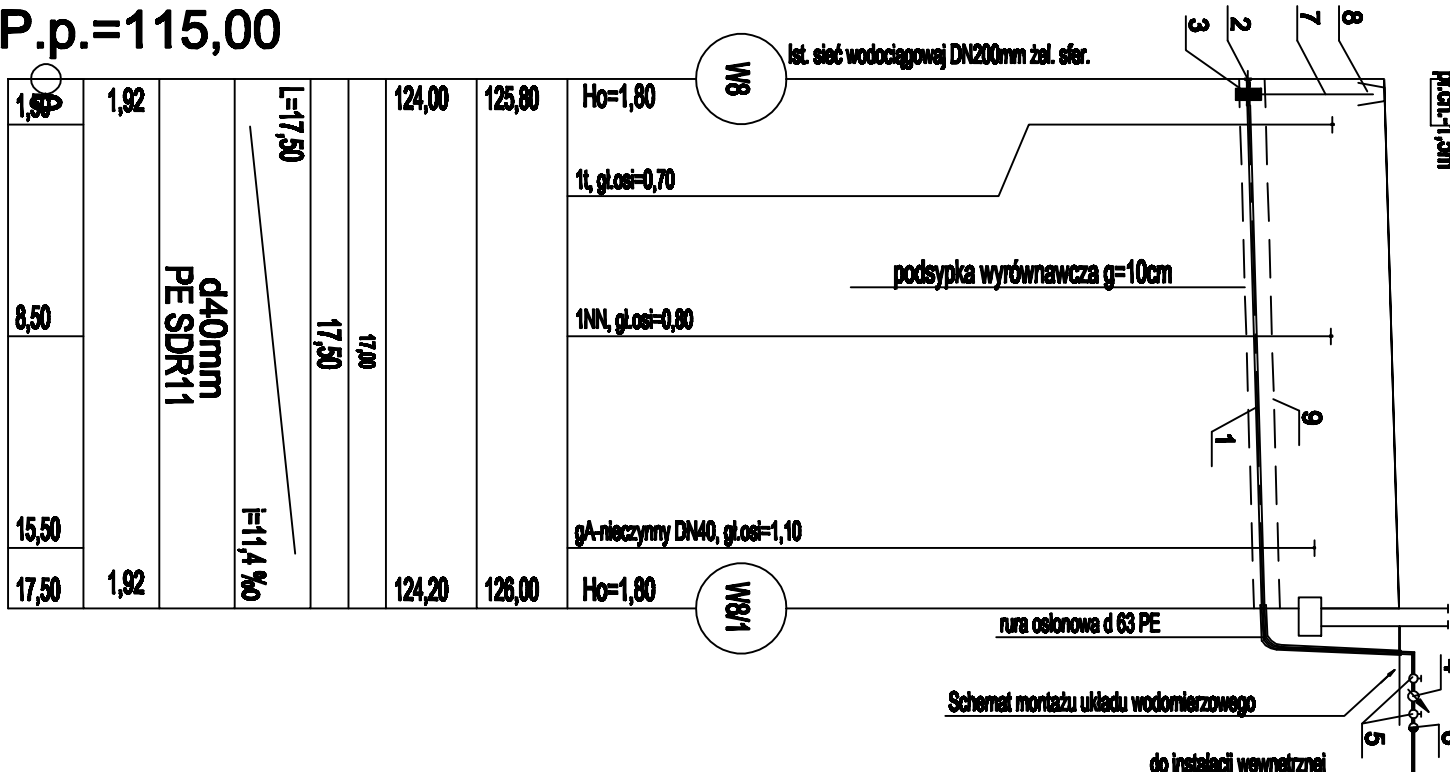 P.p.=115,00
Ist. sieć wodociągowaj DN200mm żel. sfer.
3
2
7
8
W8
1,92
L=17,50
124,00
125,80
Ho=1,80
1t, gł.osi=0,70
podsypka wyrównawcza g=10cm
8,50
d40mm
PE SDR11
17,50
17,00
1NN, gł.osi=0,80
9
1
15,50
gA-nieczynny DN40, gł.osi=1,10
17,50
1,92
i=11,4 ‰
124,20
126,00
Ho=1,80
W8/1
rura osłonowa d 63 PE
4
Schemat montażu układu wodomierzowego
5
6
do instalacji wewnętrznej